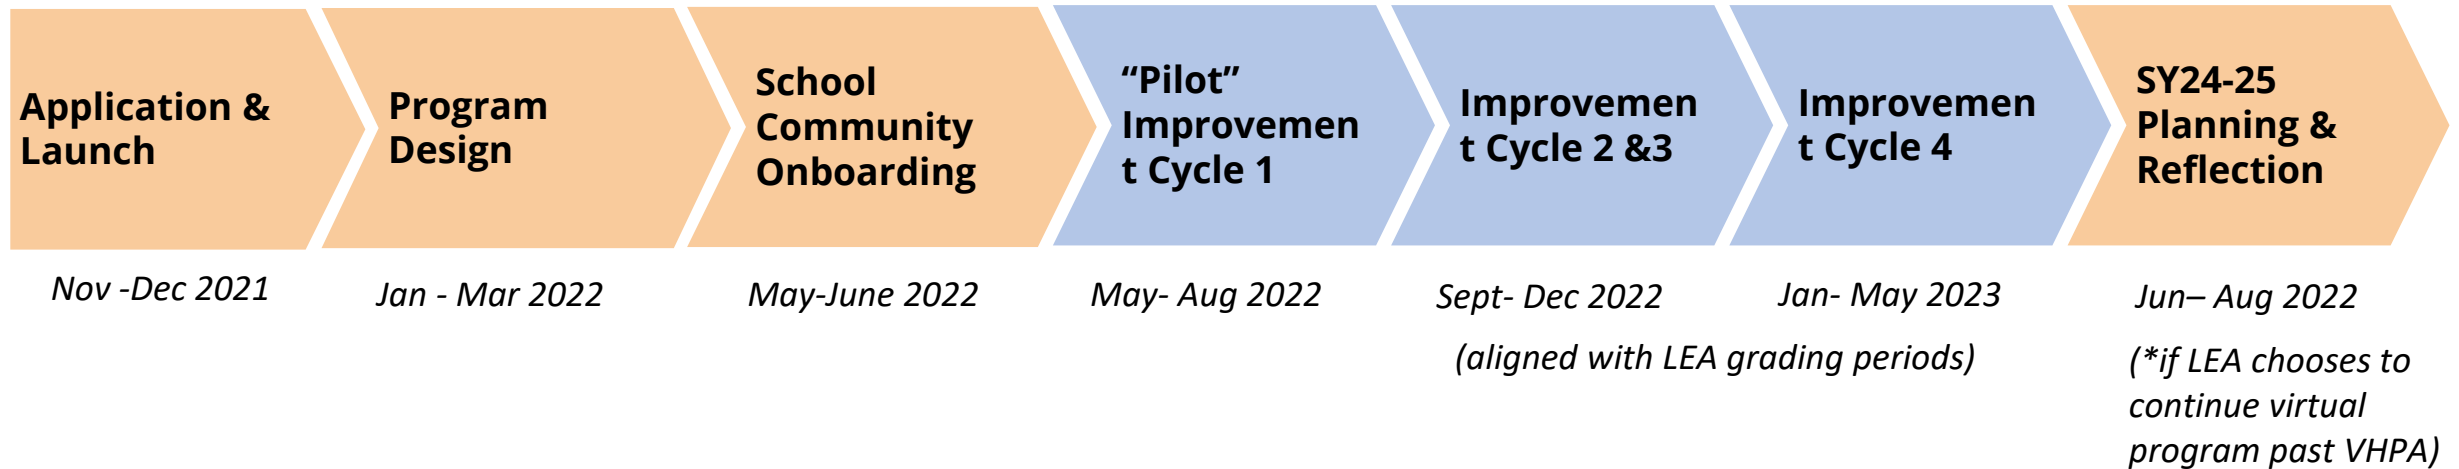 Application &
Launch
Program
Design
School
Community
Onboarding
“Pilot”
Improvemen
t Cycle 1
Improvemen
t Cycle 2 &3
Improvemen
t Cycle 4
SY24-25
Planning &
Reflection
Nov -Dec 2021
Jan - Mar 2022
May-June 2022
May- Aug 2022
Sept- Dec 2022
Jan- May 2023
Jun– Aug 2022
(aligned with LEA grading periods)
(*if LEA chooses to
continue virtual
program past VHPA)